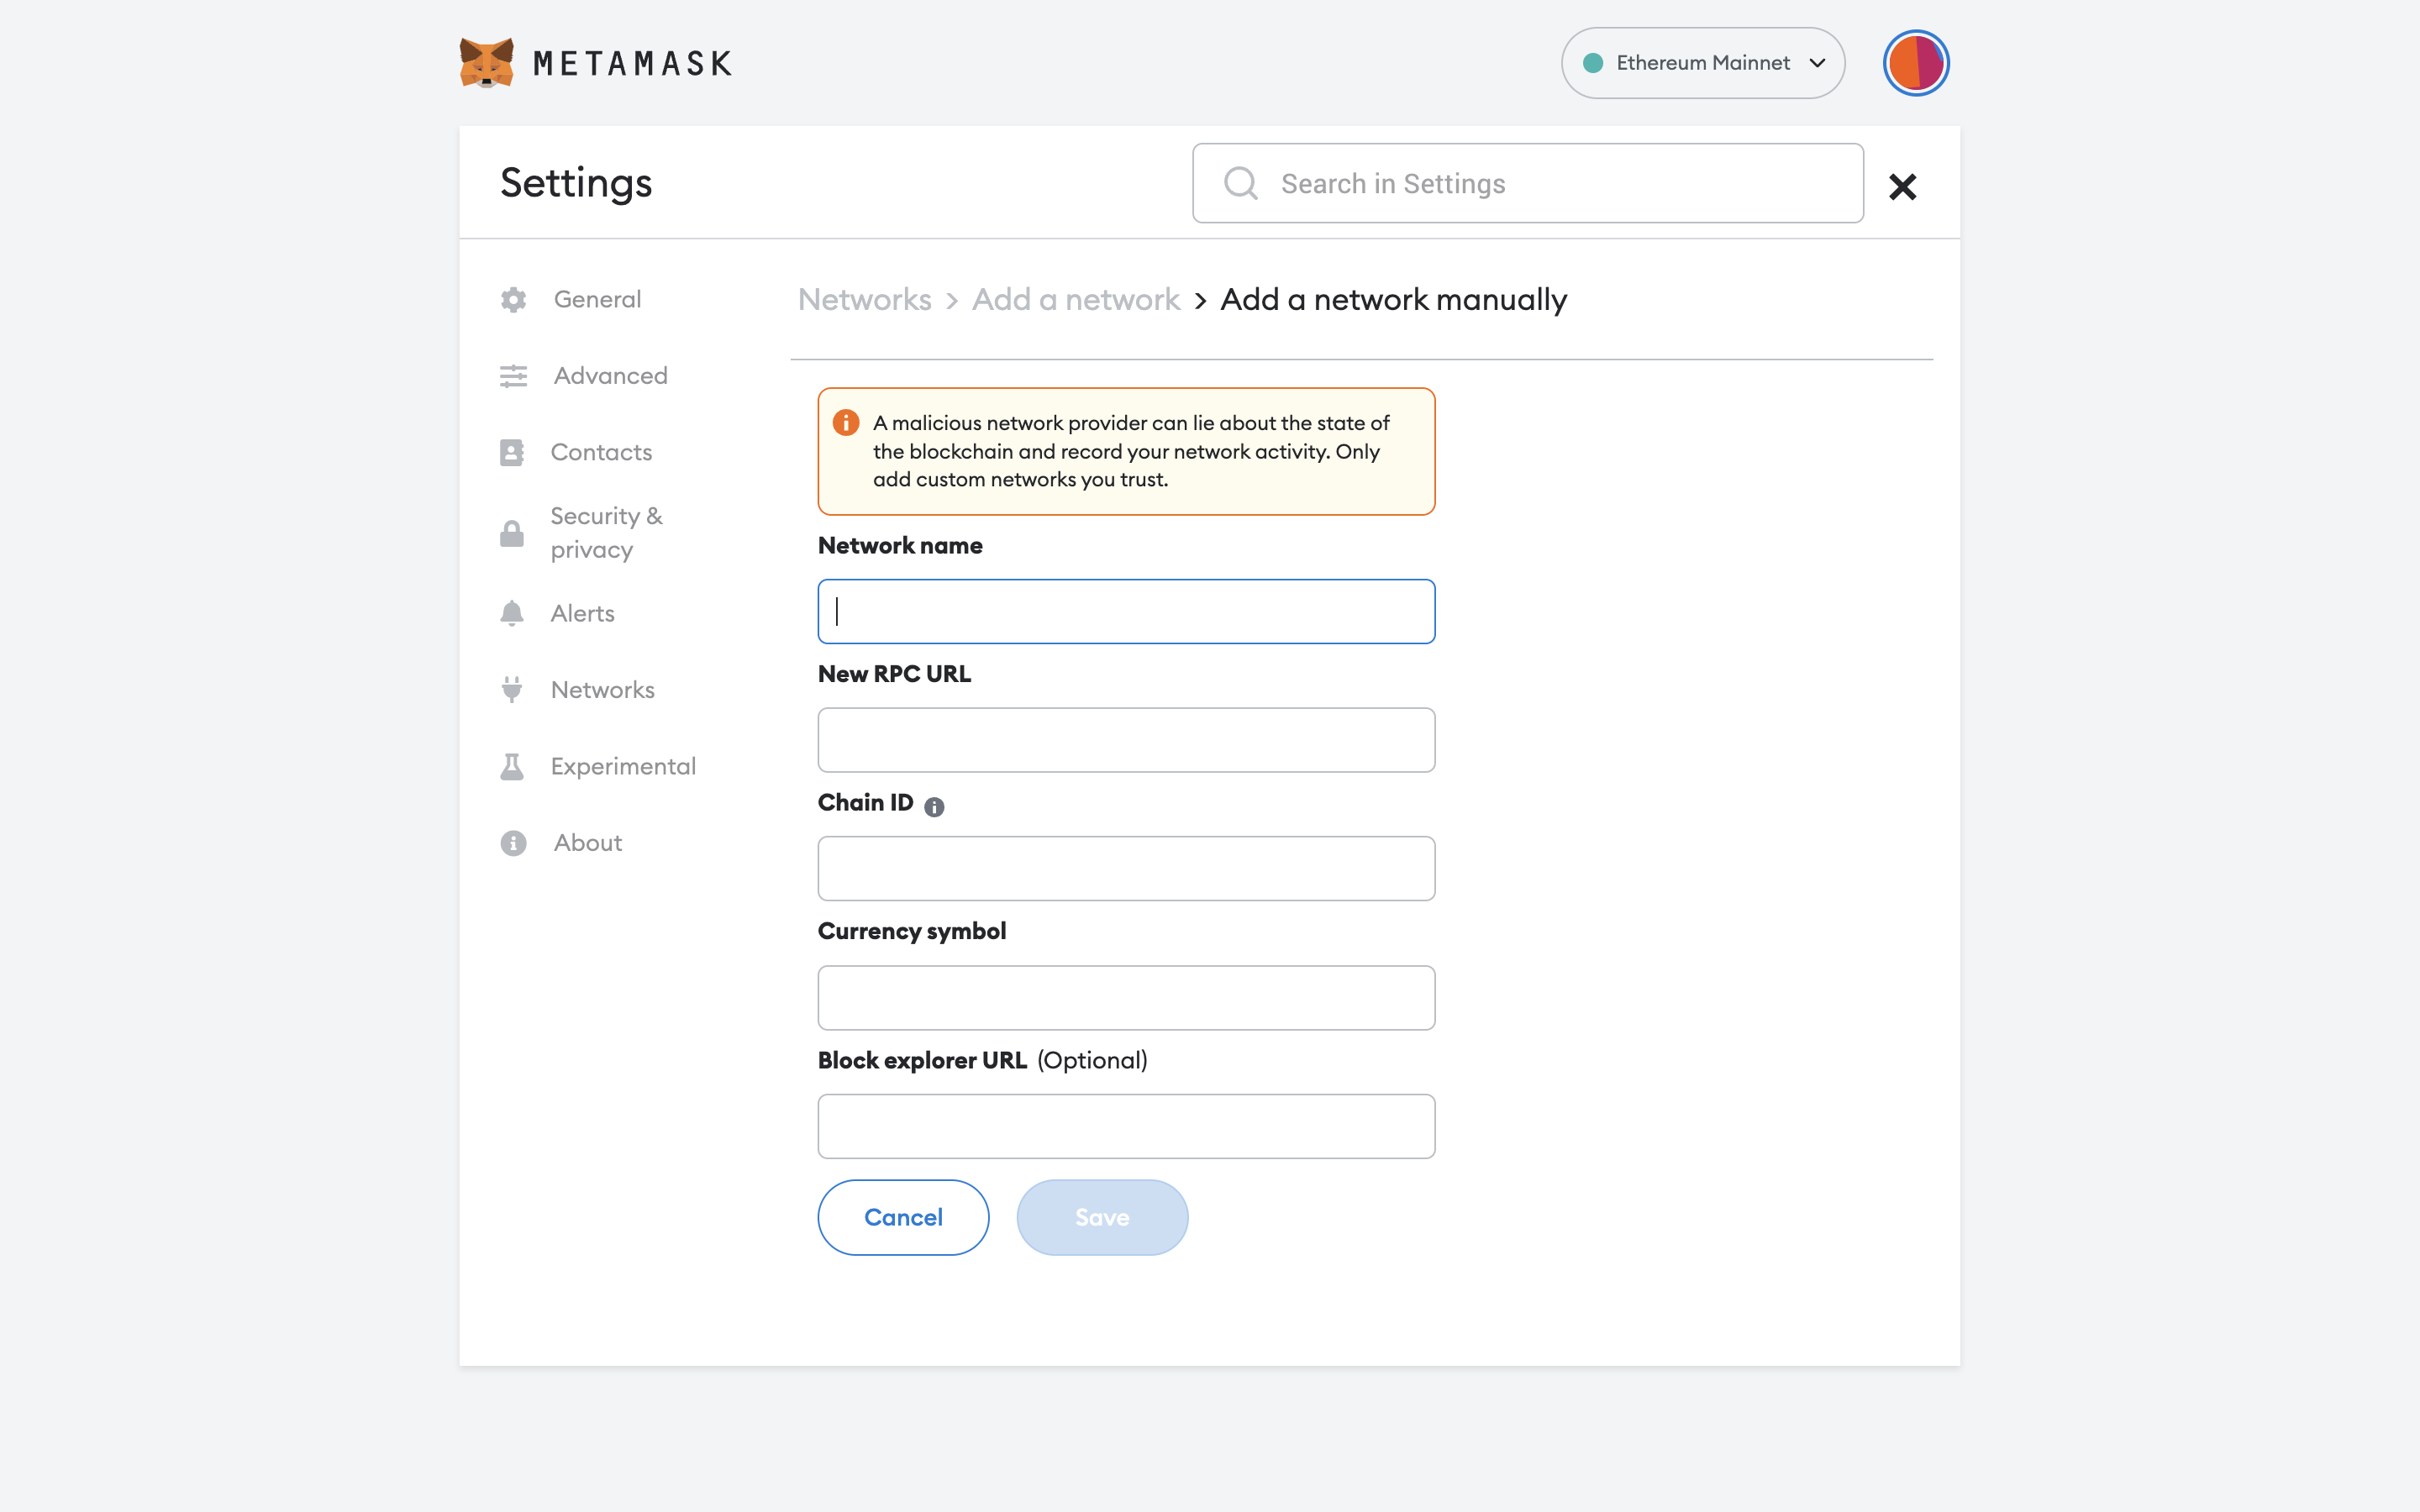 METAMASK
Ethereum Mainnet
Settings
Search in Settings
General
Advanced
Contacts
Security &
privacy
Alerts
Networks
Experimental
About
Networks > Add a network > Add a network manually
A malicious network provider can lie about the state of
the blockchain and record your network activity. Only
add custom networks you trust.
Network name
New RPC URL
Chain ID
Currency symbol
Block explorer URL (Optional)
Cancel
Save